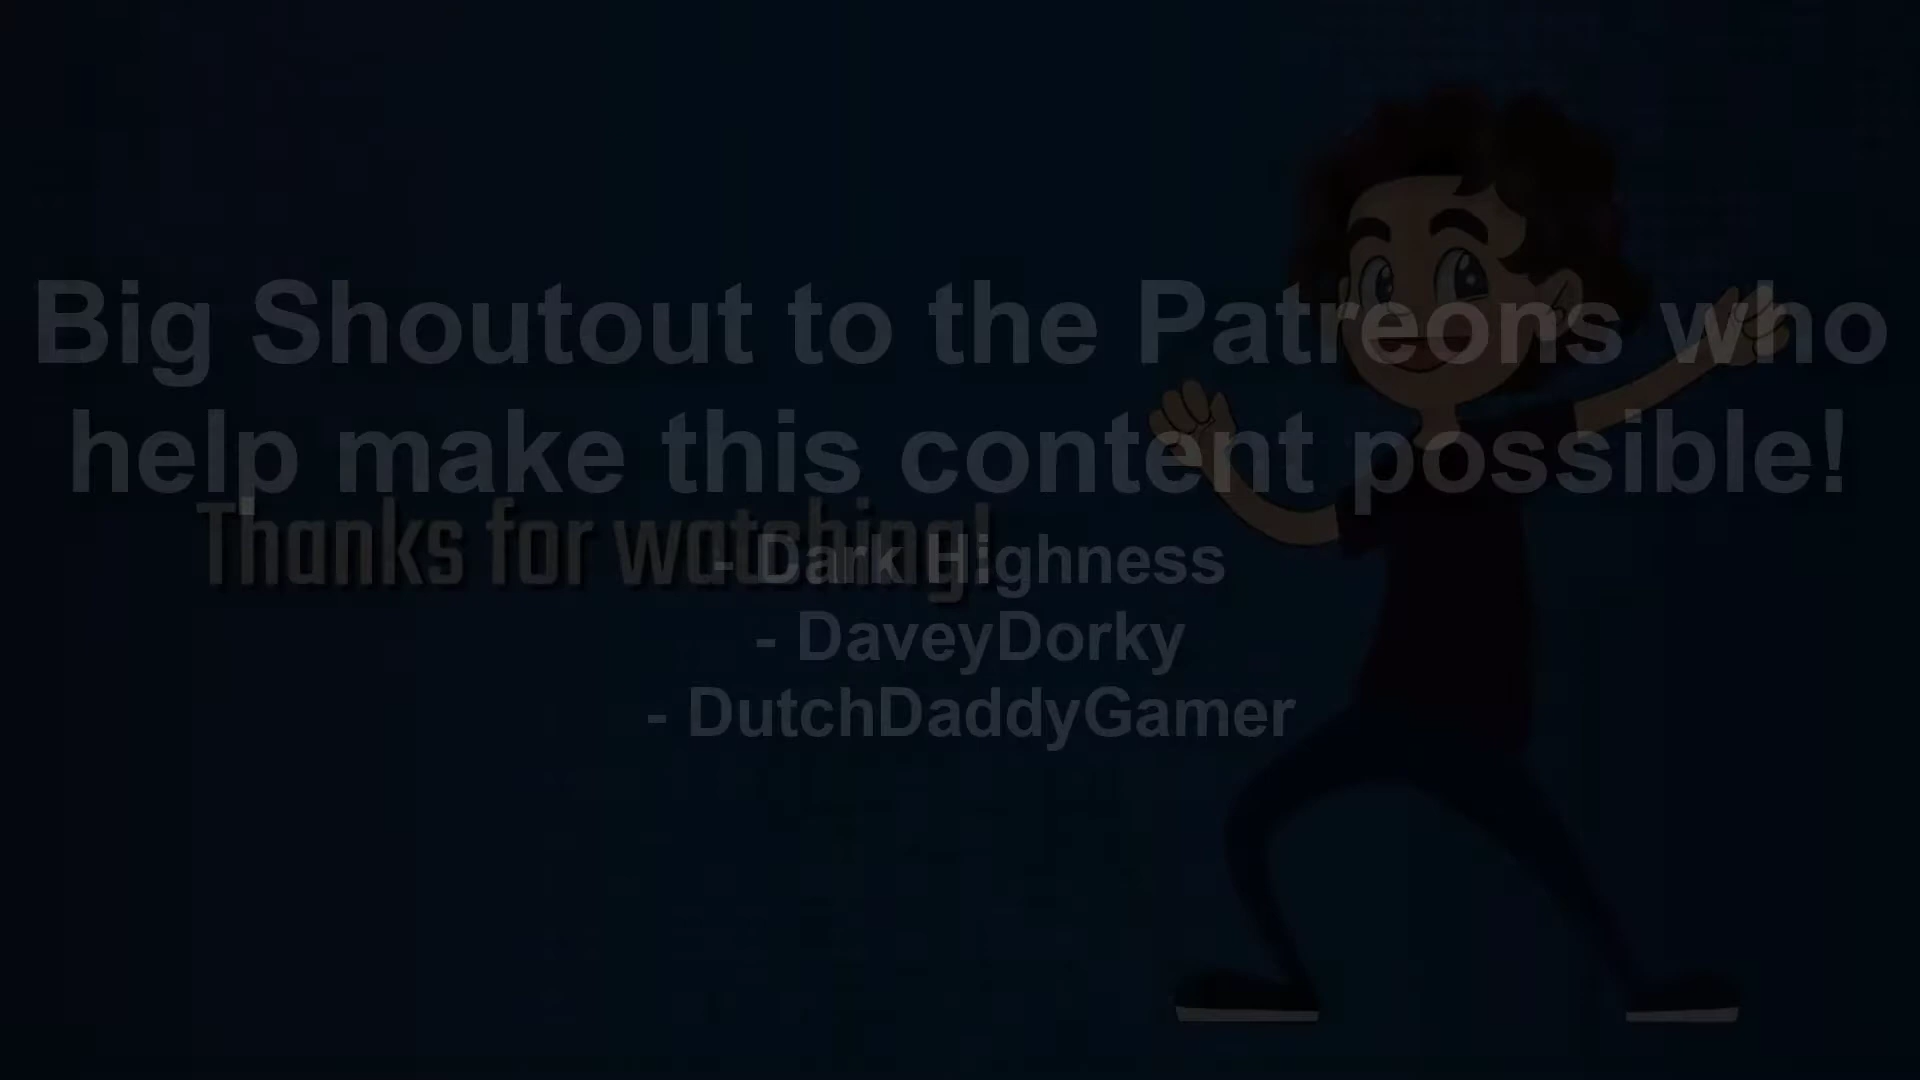 Big Shoutout to the Patreons who
help make this content possible!
Thanks for watching!
- Dark Highness
- DaveyDorky
- DutchDaddyGamer